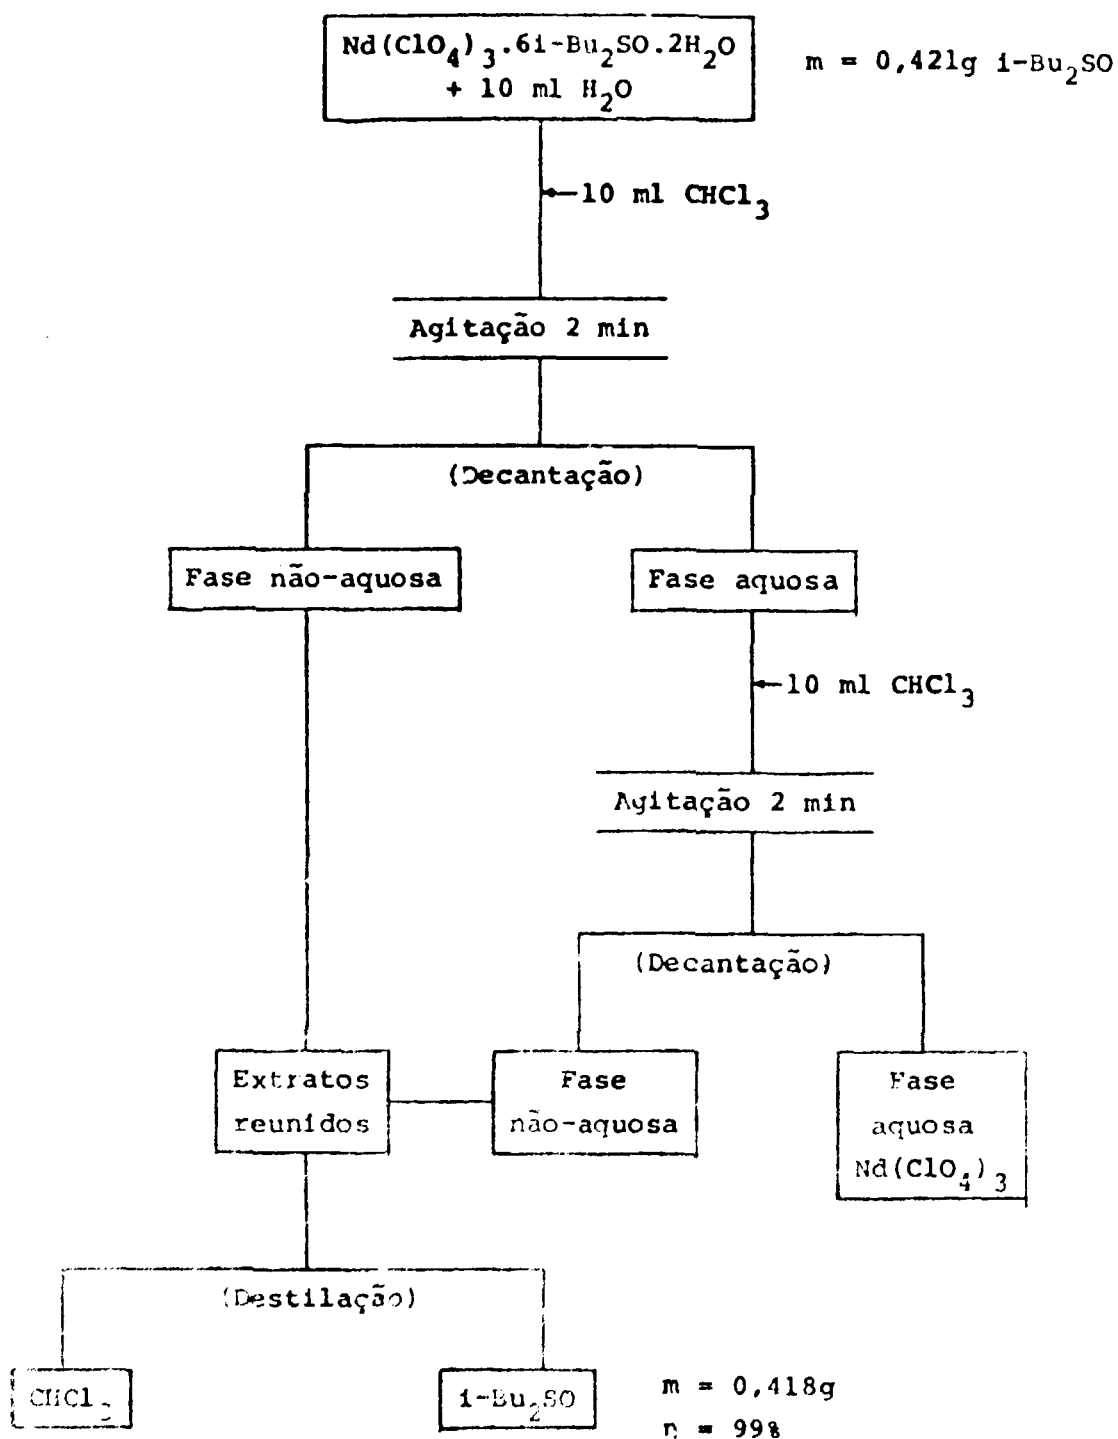 Nd(ClO4)3.6i-Bu2SO.2H2O
+ 10 ml H2O
m = 0,421g i-Bu2SO
10 ml CHCl3
Agitação 2 min
(Decantação)
Fase não-aquosa
Fase aquosa
10 ml CHCl3
Agitação 2 min
(Decantação)
Extratos
reunidos
Fase
não-aquosa
Fase
aquosa
Nd(ClO4)3
(Destilação)
CHCl3
i-Bu2SO
m = 0,418g
η = 99%